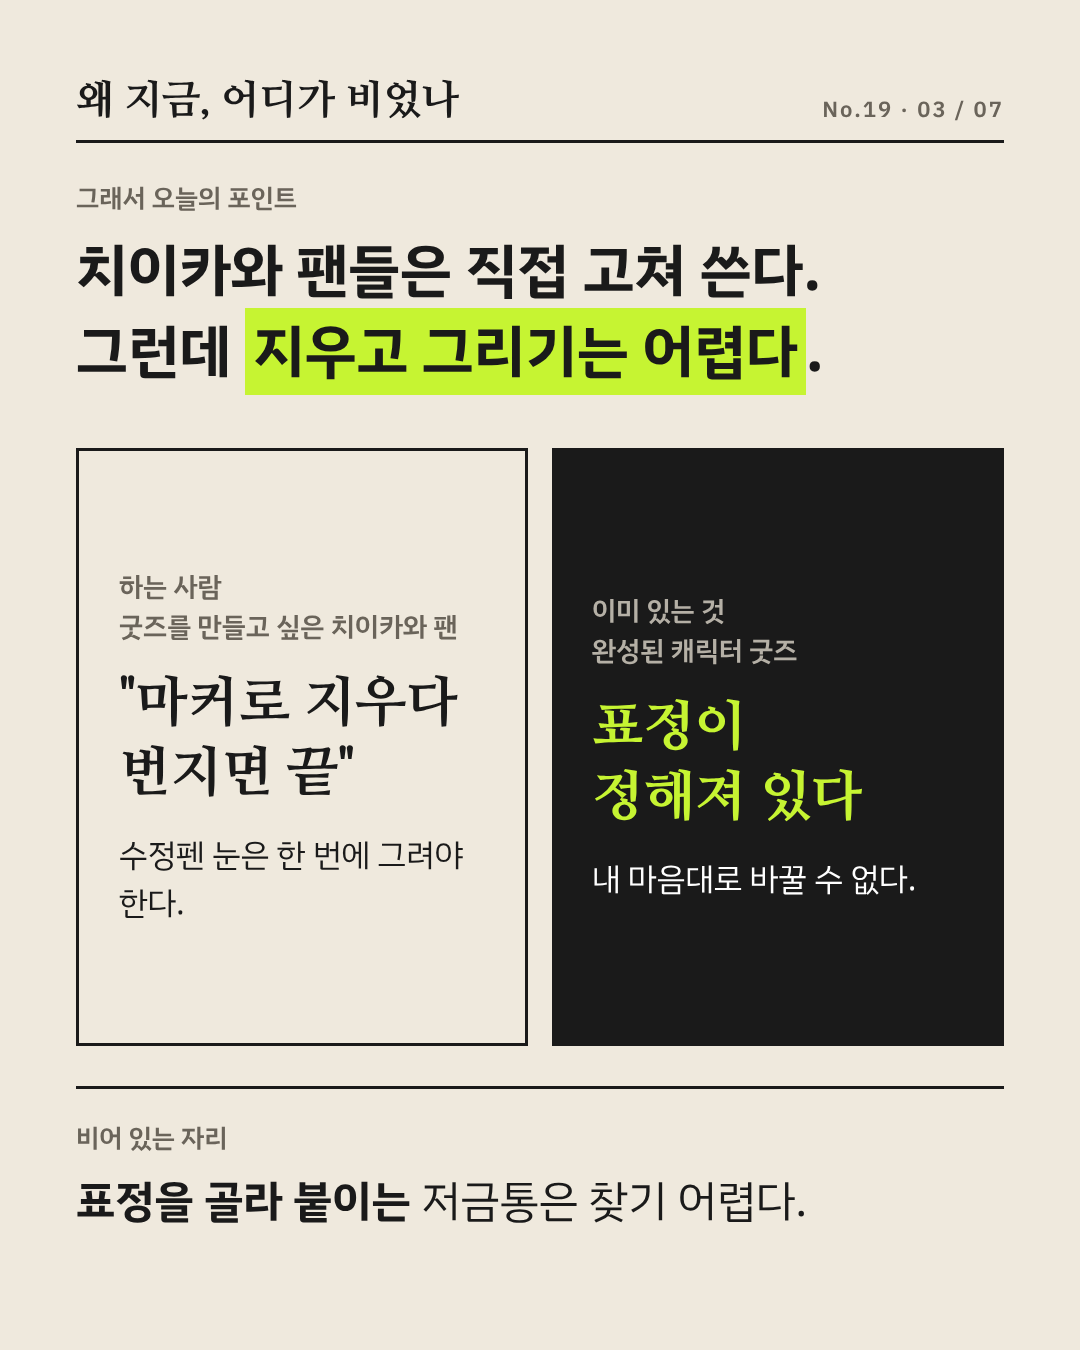 왜 지금, 어디가 비었나
No.19 · 03 / 07
그래서 오늘의 포인트
치이카와 팬들은 직접 고쳐 쓴다.
그런데 지우고 그리기는 어렵다.
하는 사람
굿즈를 만들고 싶은 치이카와 팬
"마커로 지우다
번지면 끝"
수정펜 눈은 한 번에 그려야
한다.
이미 있는 것
완성된 캐릭터 굿즈
표정이
정해져 있다
내 마음대로 바꿀 수 없다.
비어 있는 자리
표정을 골라 붙이는 저금통은 찾기 어렵다.